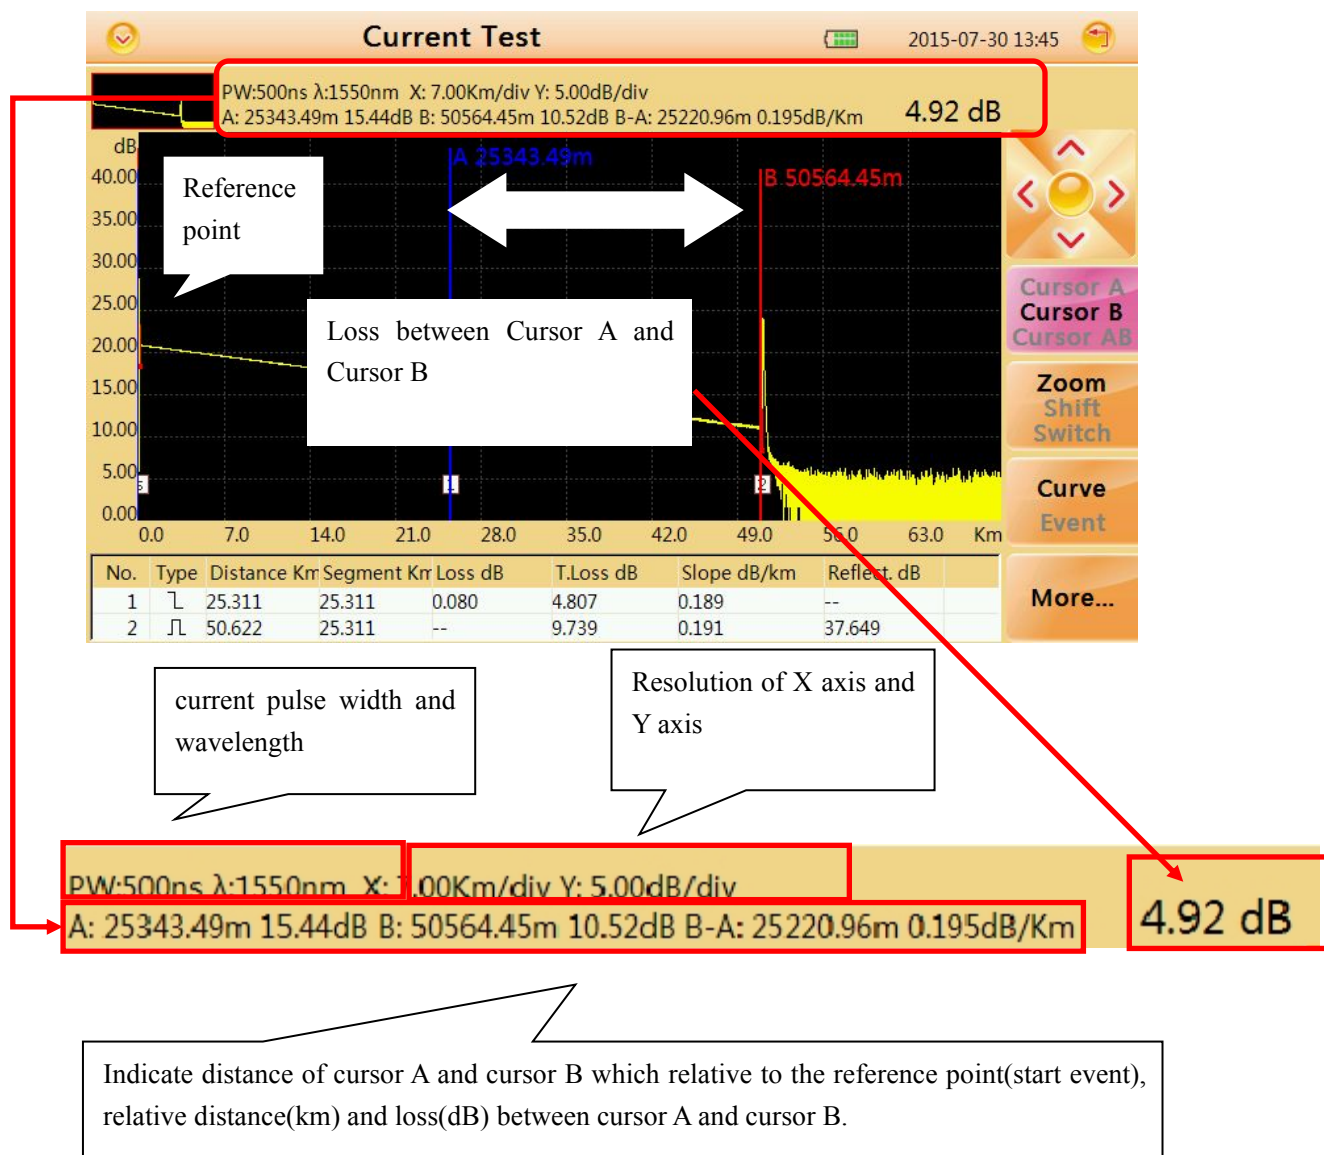 Current Test
2015-07-30 13:45
PW:500ns λ:1550nm X: 7.00Km/div Y: 5.00dB/div
A: 25343.49m 15.44dB B: 50564.45m 10.52dB B-A: 25220.96m 0.195dB/Km
4.92 dB
dB
40.00
35.00
30.00
25.00
20.00
15.00
10.00
5.00
0.00
A 25343.49m
B 50564.45m
Reference
point
Loss between Cursor A and
Cursor B
s
1
2
0.0 7.0 14.0 21.0 28.0 35.0 42.0 49.0 56.0 63.0 Km
Cursor A
Cursor B
Cursor AB
Zoom
Shift
Switch
Curve
Event
More...
No. Type Distance Km Segment Km Loss dB T.Loss dB Slope dB/km Reflect. dB
1 25.311 25.311 0.080 4.807 0.189 --
2 50.622 25.311 -- 9.739 0.191 37.649
current pulse width and
wavelength
Resolution of X axis and
Y axis
PW:500ns λ:1550nm X: 7.00Km/div Y: 5.00dB/div
A: 25343.49m 15.44dB B: 50564.45m 10.52dB B-A: 25220.96m 0.195dB/Km
4.92 dB
Indicate distance of cursor A and cursor B which relative to the reference point(start event),
relative distance(km) and loss(dB) between cursor A and cursor B.